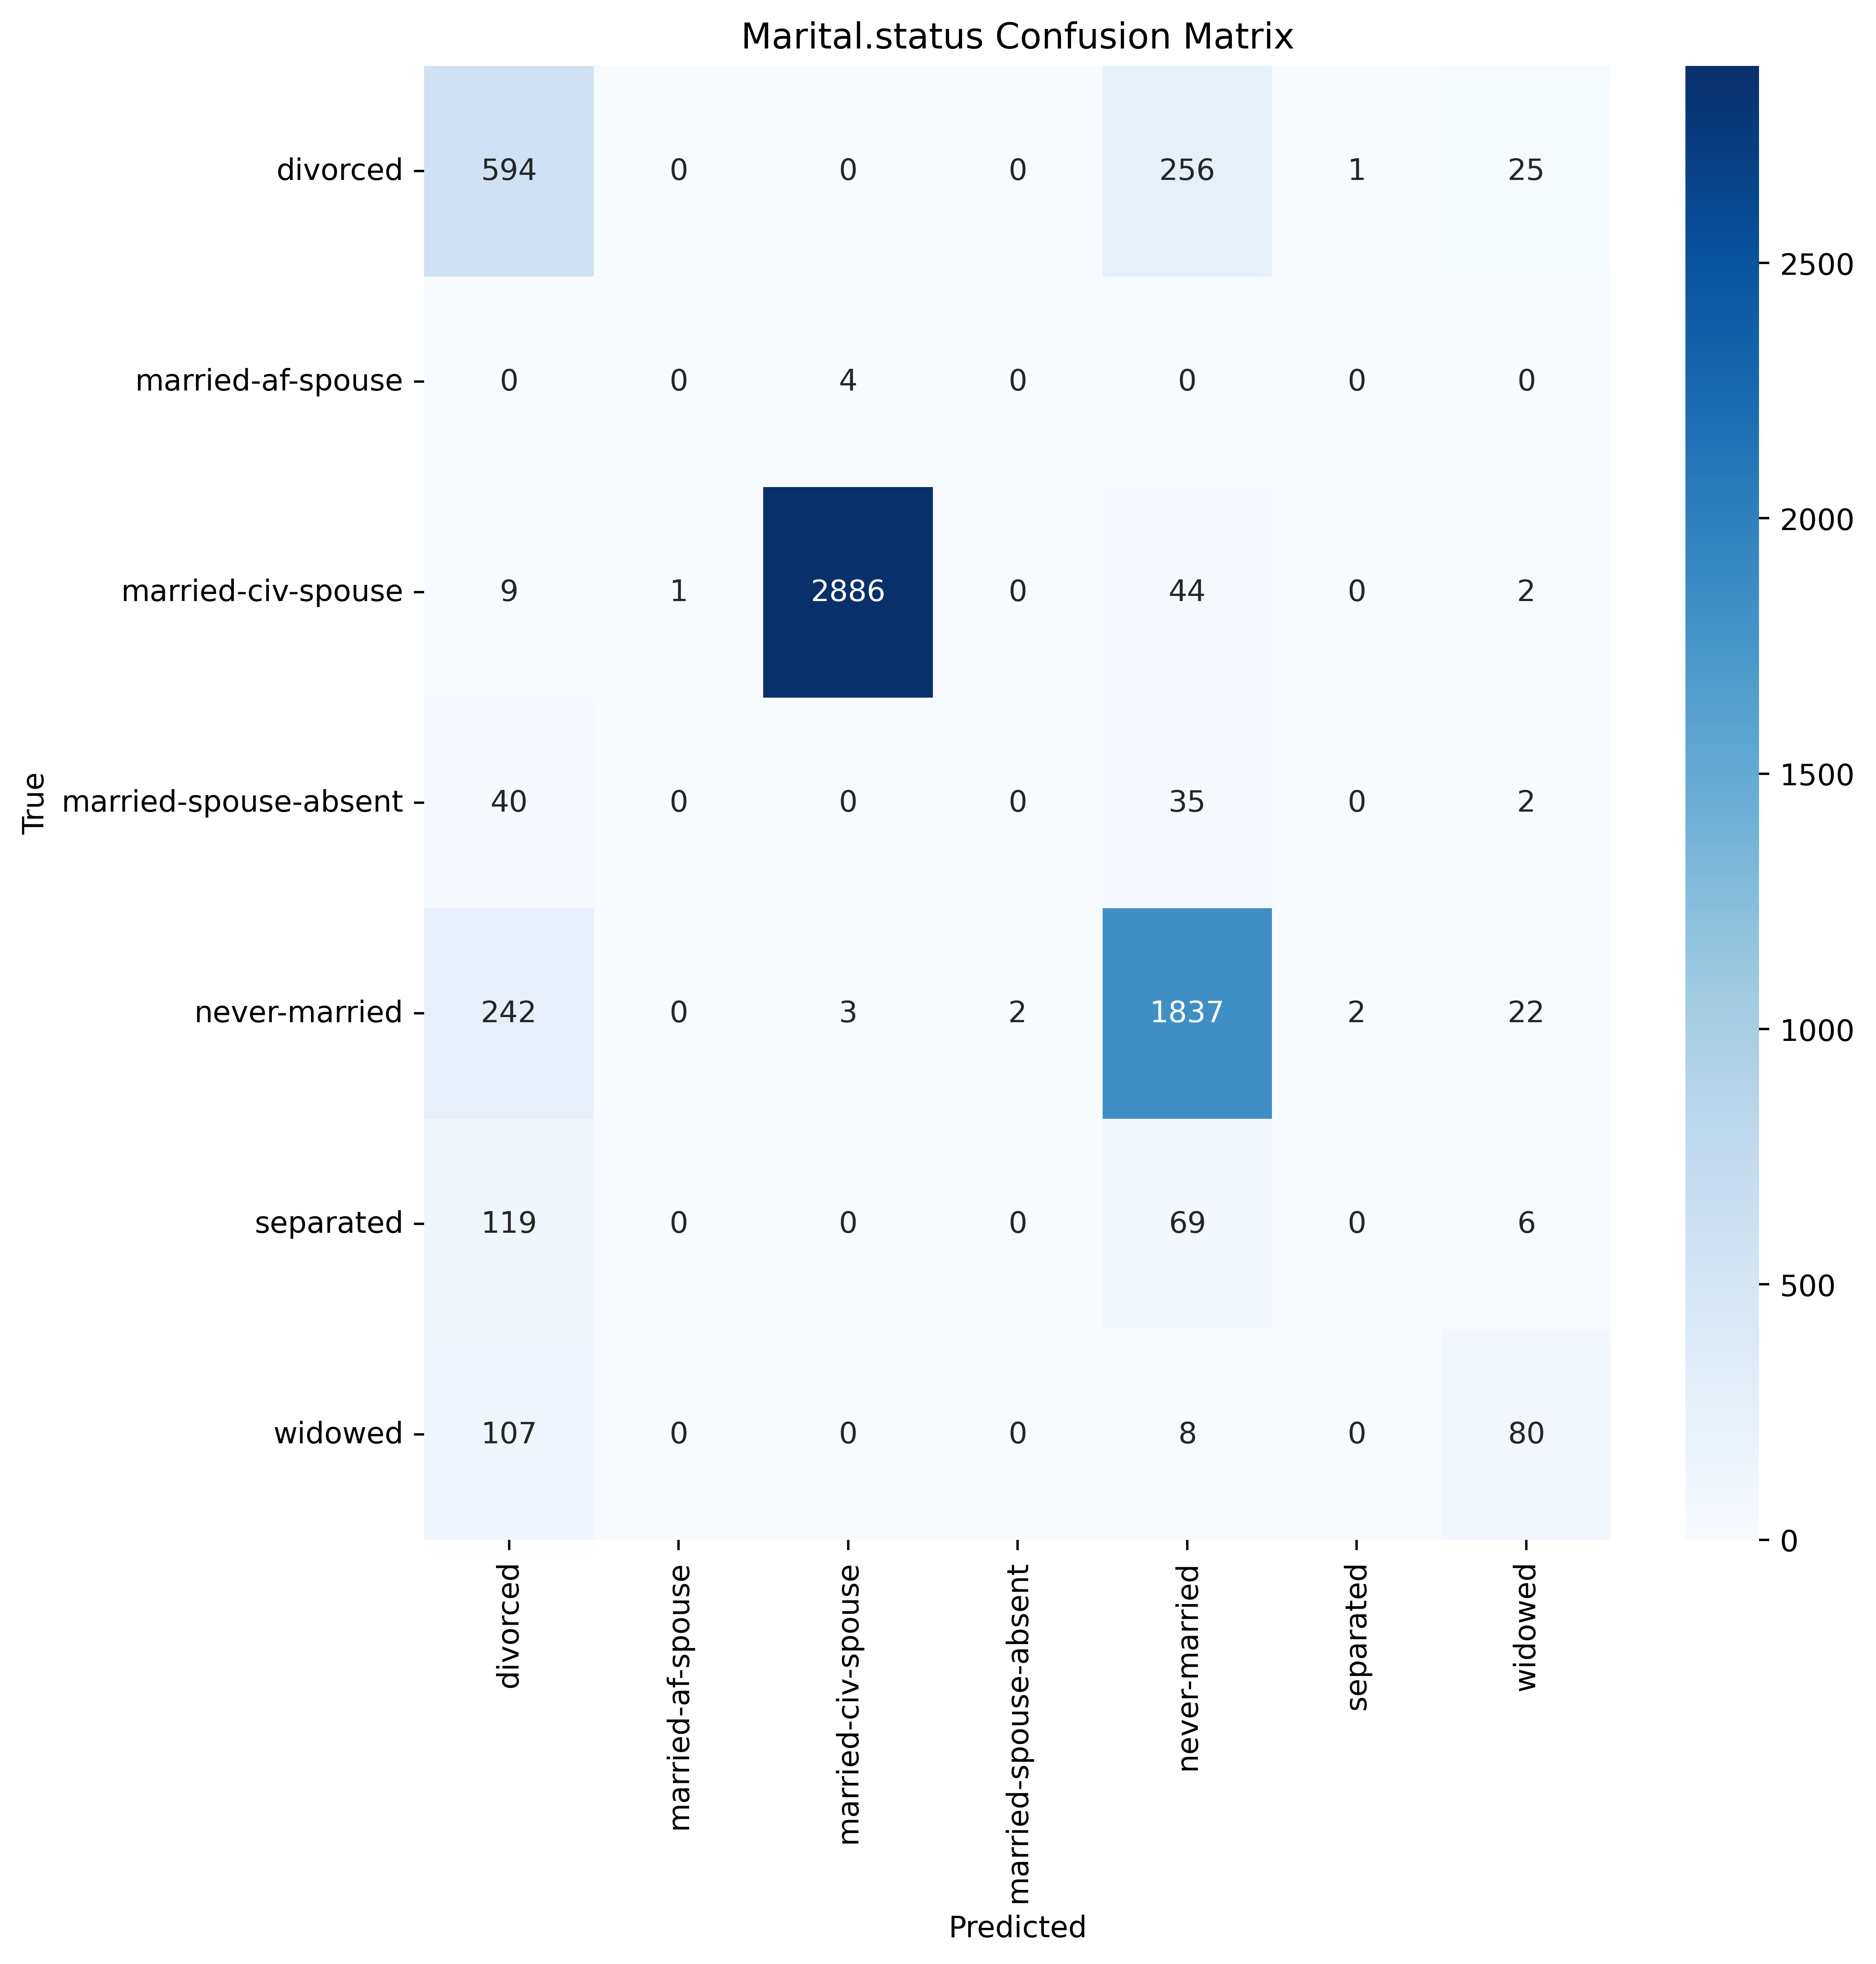 Marital.status Confusion Matrix
divorced 594 0 0 0 256 1 25
married-af-spouse 0 0 4 0 0 0 0
married-civ-spouse 9 1 2886 0 44 0 2
married-spouse-absent 40 0 0 0 35 0 2
never-married 242 0 3 2 1837 2 22
separated 119 0 0 0 69 0 6
widowed 107 0 0 0 8 0 80
True
divorced
married-af-spouse
married-civ-spouse
married-spouse-absent
never-married
separated
widowed
Predicted
2500
2000
1500
1000
500
0